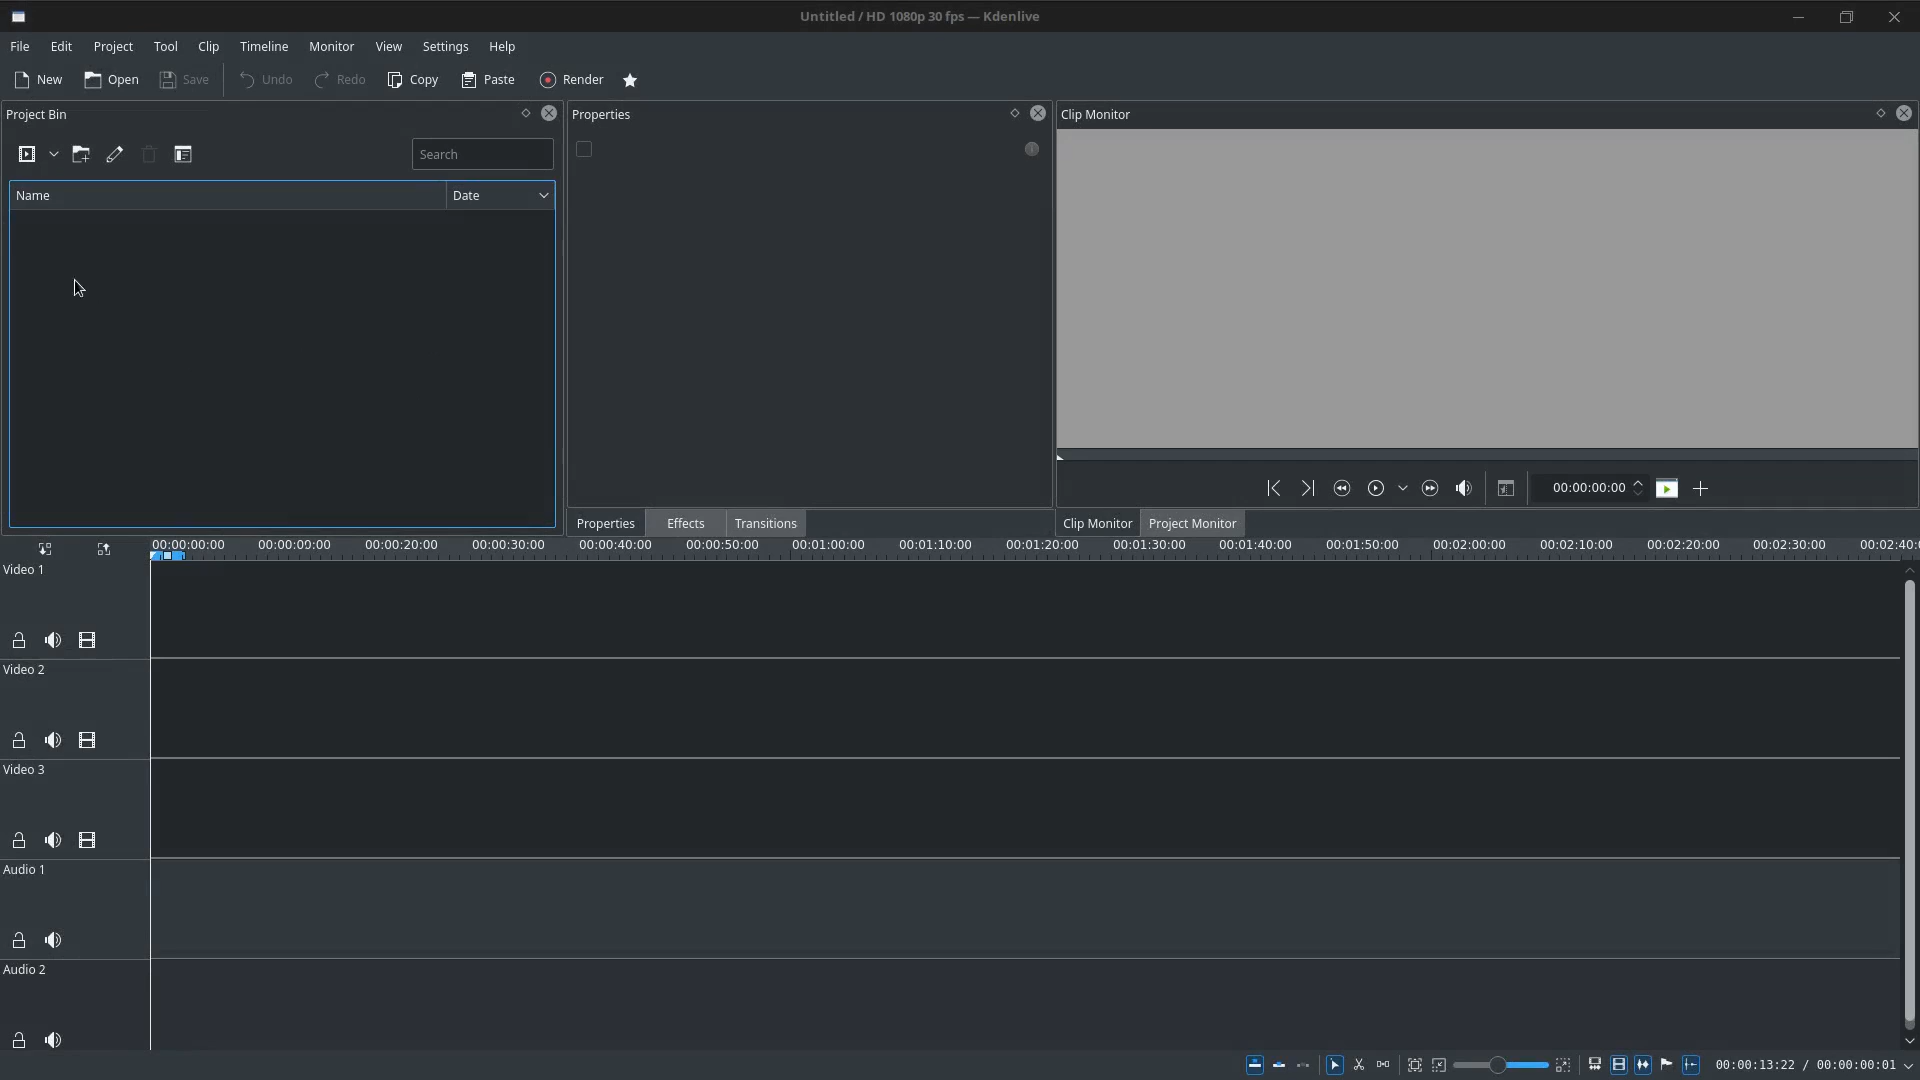 Untitled / HD 1080p 30 fps — Kdenlive
File Edit Project Tool Clip Timeline Monitor View Settings Help
New Open Save Undo Redo Copy Paste Render
Project Bin
Properties
Clip Monitor
Search
Name Date
00:00:00:00
Properties Effects Transitions
Clip Monitor Project Monitor
00:00:00:00 00:00:09:00 00:00:20:00 00:00:30:00 00:00:40:00 00:00:50:00 00:01:00:00 00:01:10:00 00:01:20:00 00:01:30:00 00:01:40:00 00:01:50:00 00:02:00:00 00:02:10:00 00:02:20:00 00:02:30:00 00:02:40:
Video 1
Video 2
Video 3
Audio 1
Audio 2
00:00:13:22 / 00:00:00:01